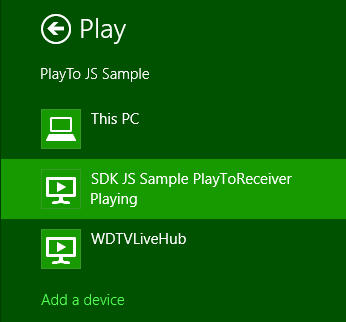 Play
PlayTo JS Sample
This PC
SDK JS Sample PlayToReceiver
Playing
WDTVLiveHub
Add a device